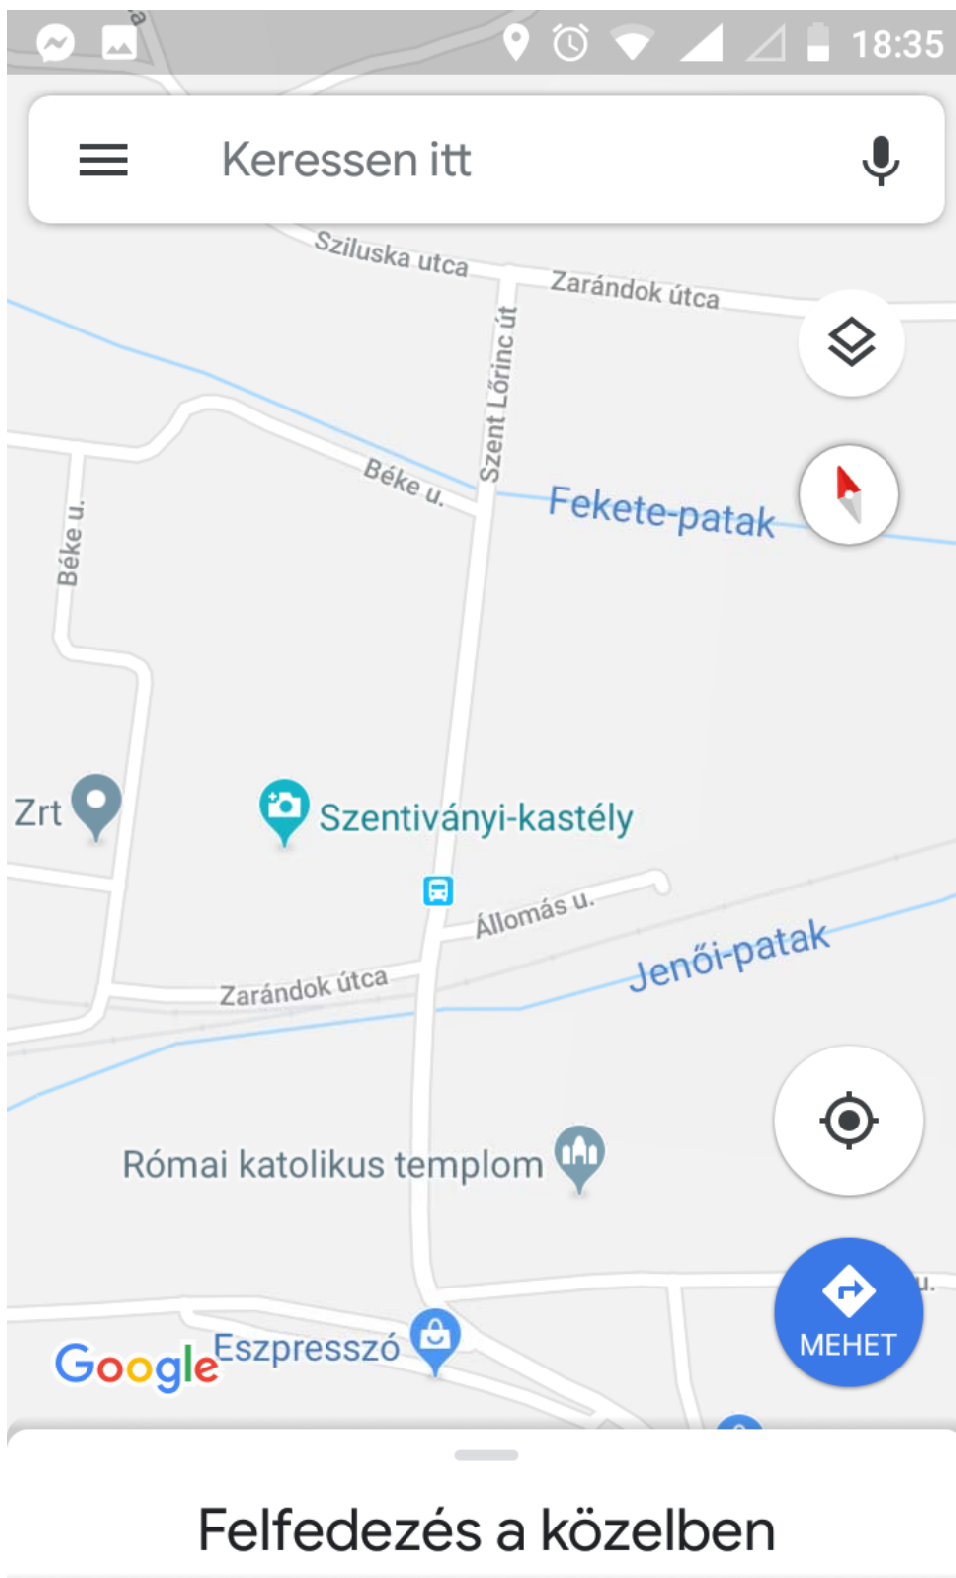 18:35
Keressen itt
Sziluska utca
Zarándok útca
Szent Lőrinc út
Béke u.
Fekete-patak
Béke u.
Zrt
Szentiványi-kastély
Állomás u.
Jenői-patak
Zarándok útca
Római katolikus templom
u.
MEHET
Eszpresszó
Google
Felfedezés a közelben